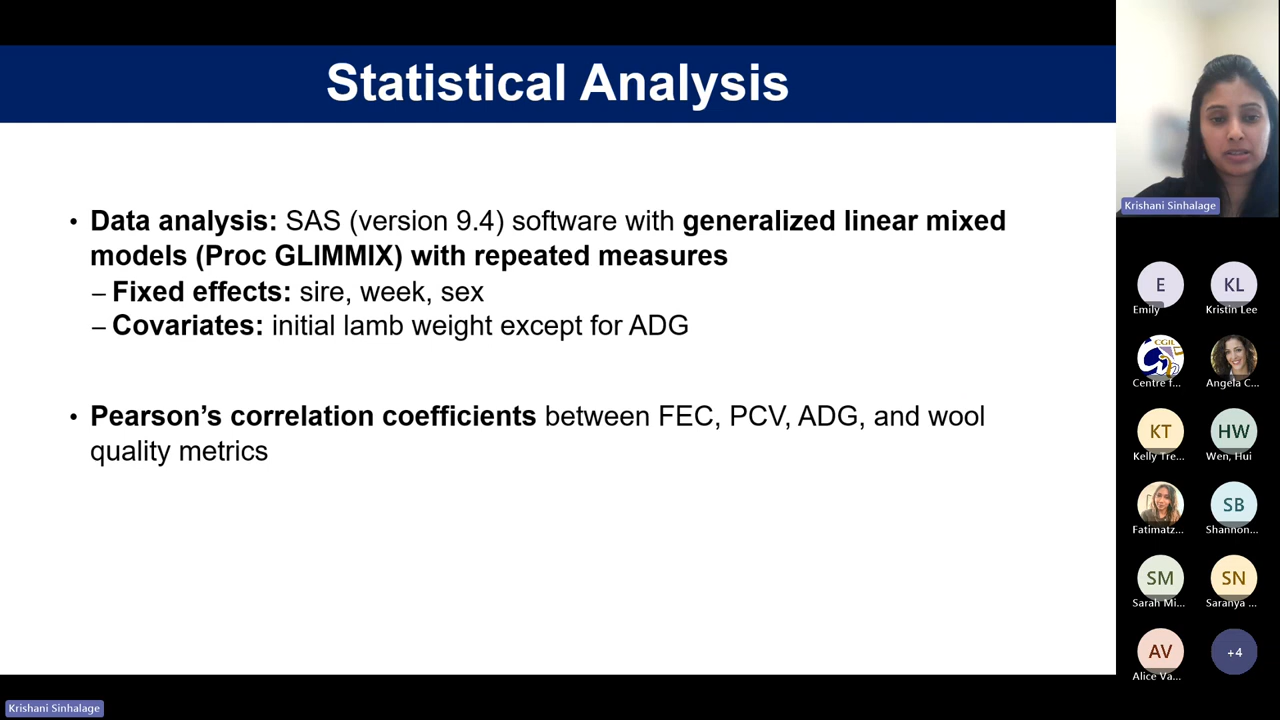 Statistical Analysis
• Data analysis: SAS (version 9.4) software with generalized linear mixed
models (Proc GLIMMIX) with repeated measures
– Fixed effects: sire, week, sex
– Covariates: initial lamb weight except for ADG
• Pearson’s correlation coefficients between FEC, PCV, ADG, and wool
quality metrics
Krishani Sinhalage
E
Emily
KL
Kristin Lee
CGIL
Centre f...
Angela C...
KT
Kelly Tre...
HW
Wen, Hui
Fatimatz...
SB
Shannon...
SM
Sarah Mi...
SN
Saranya ...
AV
Alice Va...
+4
Krishani Sinhalage